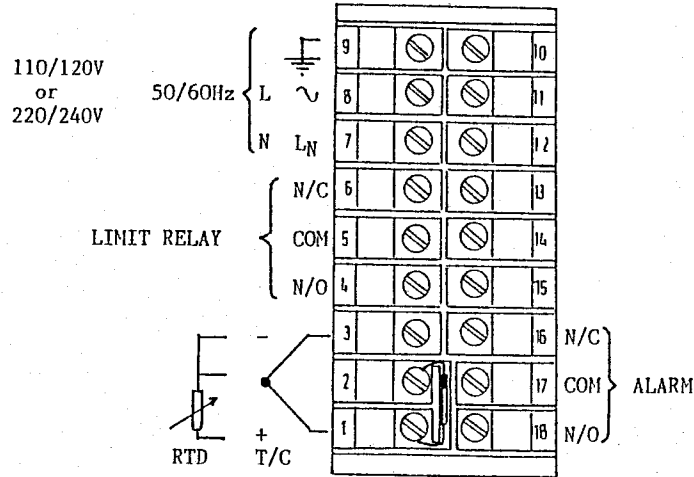 9 10
110/120V
or
220/240V
50/60Hz L 8 11
N LN 7 12
N/C 6 13
LIMIT RELAY COM 5 14
N/O 4 15
- 3 16 N/C
2 17 COM ALARM
+ 1 18 N/O
RTD T/C